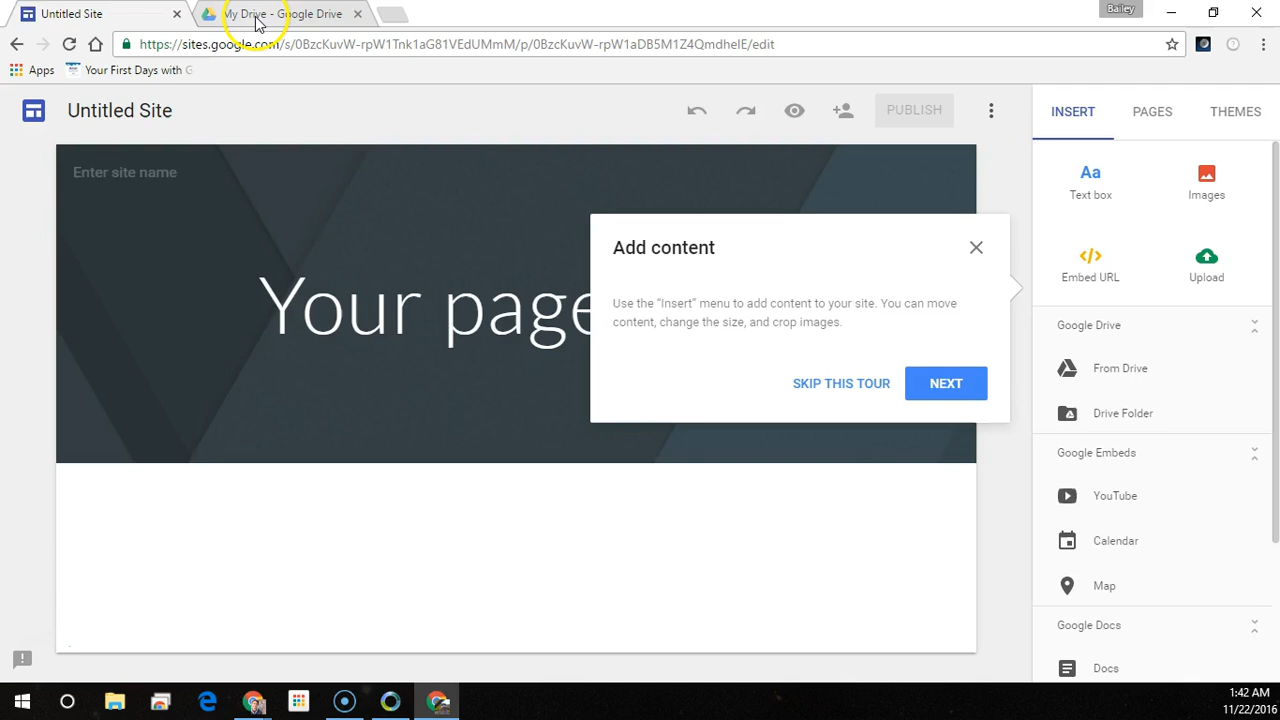 Untitled Site
My Drive - Google Drive
Bailey
https://sites.google.com/s/0BzcKuvW-rpW1Tnk1aG81VEdUMmM/p/0BzcKuvW-rpW1aDB5M1Z4QmdhelE/edit
Apps
Your First Days with G
Untitled Site
PUBLISH
INSERT
PAGES
THEMES
Enter site name
Your page
Add content
Use the "Insert" menu to add content to your site. You can move
content, change the size, and crop images.
SKIP THIS TOUR
NEXT
Aa
Text box
Images
Embed URL
Upload
Google Drive
From Drive
Drive Folder
Google Embeds
YouTube
Calendar
Map
Google Docs
Docs
1:42 AM
11/22/2016